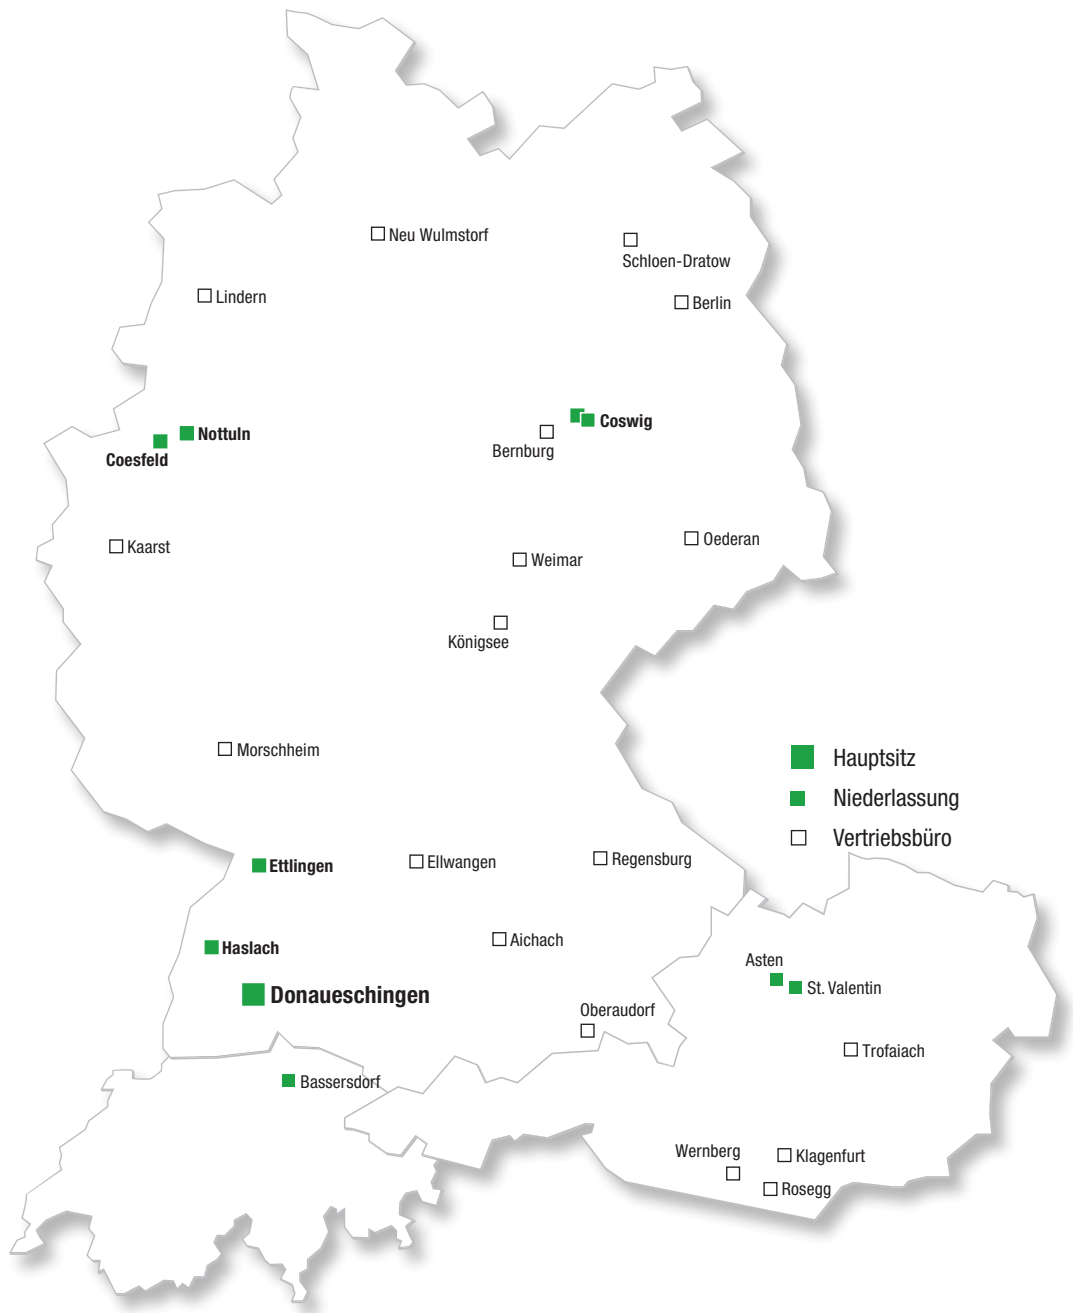 Neu Wulmstorf
Schloen-Dratow
Lindern
Berlin
Coswig
Nottuln
Bernburg
Coesfeld
Oederan
Kaarst
Weimar
Königsee
Morschheim
Hauptsitz
Niederlassung
Vertriebsbüro
Ettlingen
Ellwangen
Regensburg
Haslach
Aichach
Asten
St. Valentin
Donaueschingen
Oberaudorf
Trofaiach
Bassersdorf
Wernberg
Klagenfurt
Rosegg